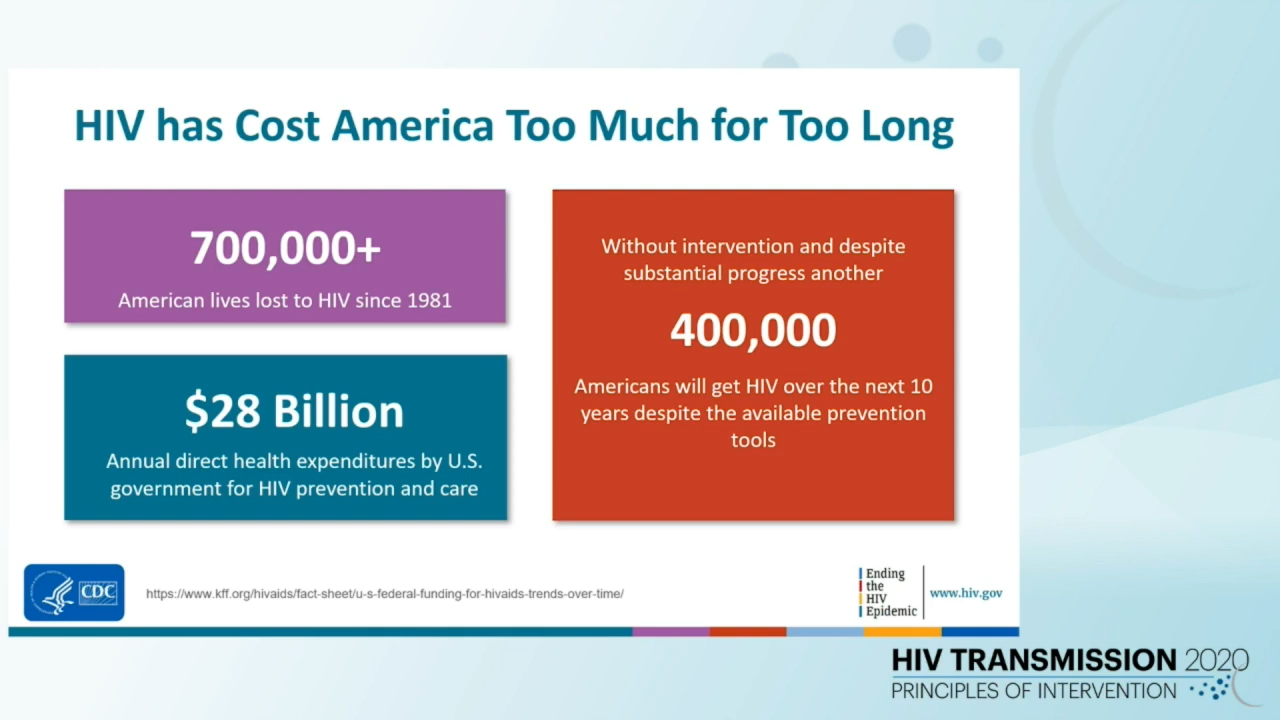 HIV has Cost America Too Much for Too Long
700,000+
American lives lost to HIV since 1981
$28 Billion
Annual direct health expenditures by U.S.
government for HIV prevention and care
Without intervention and despite
substantial progress another
400,000
Americans will get HIV over the next 10
years despite the available prevention
tools
CDC
https://www.kff.org/hivaids/fact-sheet/u-s-federal-funding-for-hivaids-trends-over-time/
Ending
the
HIV
Epidemic
www.hiv.gov
HIV TRANSMISSION 2020
PRINCIPLES OF INTERVENTION